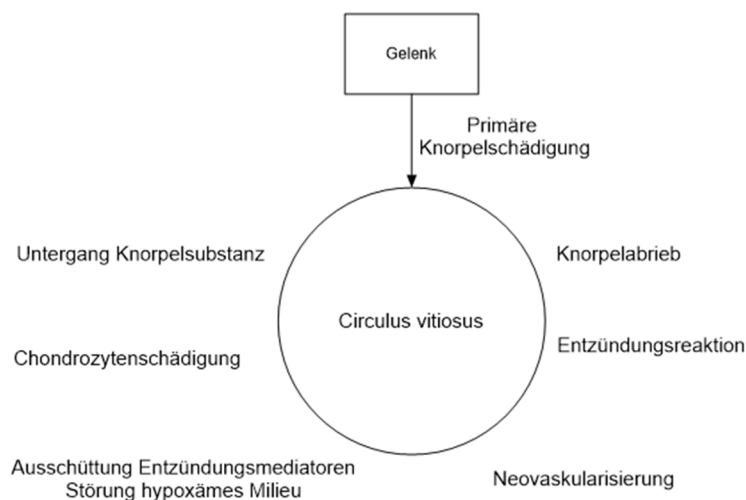 Gelenk
Primäre
Knorpelschädigung
Untergang Knorpelsubstanz
Knorpelabrieb
Circulus vitiosus
Entzündungsreaktion
Chondrozytenschädigung
Ausschüttung Entzündungsmediatoren
Störung hypoxämes Milieu
Neovaskularisierung